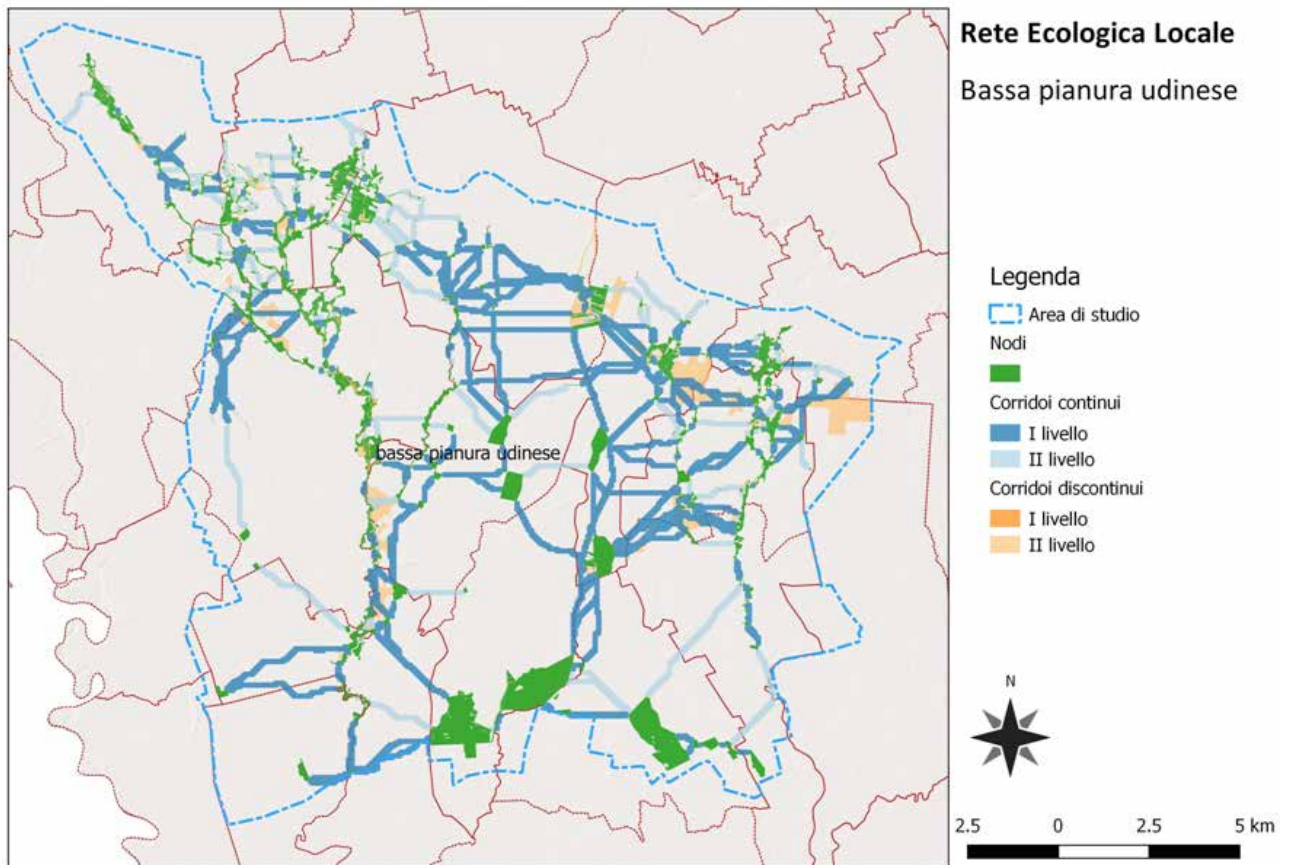 Rete Ecologica Locale
Bassa pianura udinese
bassa pianura udinese
Legenda
Area di studio
Nodi
Corridoi continui
I livello
II livello
Corridoi discontinui
I livello
II livello
N
2.5 0 2.5 5 km